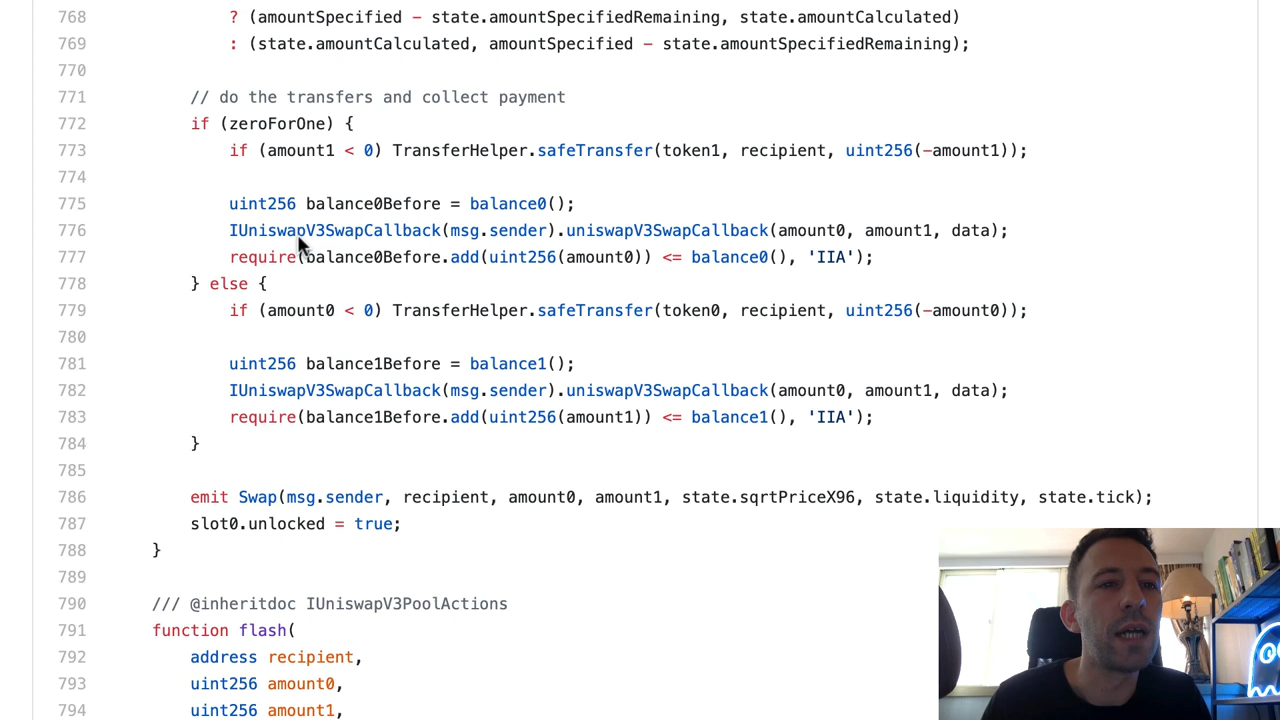 768 ? (amountSpecified - state.amountSpecifiedRemaining, state.amountCalculated)
769 : (state.amountCalculated, amountSpecified - state.amountSpecifiedRemaining);
770
771 // do the transfers and collect payment
772 if (zeroForOne) {
773 if (amount1 < 0) TransferHelper.safeTransfer(token1, recipient, uint256(-amount1));
774
775 uint256 balance0Before = balance0();
776 IUniswapV3SwapCallback(msg.sender).uniswapV3SwapCallback(amount0, amount1, data);
777 require(balance0Before.add(uint256(amount0)) <= balance0(), 'IIA');
778 } else {
779 if (amount0 < 0) TransferHelper.safeTransfer(token0, recipient, uint256(-amount0));
780
781 uint256 balance1Before = balance1();
782 IUniswapV3SwapCallback(msg.sender).uniswapV3SwapCallback(amount0, amount1, data);
783 require(balance1Before.add(uint256(amount1)) <= balance1(), 'IIA');
784 }
785
786 emit Swap(msg.sender, recipient, amount0, amount1, state.sqrtPriceX96, state.liquidity, state.tick);
787 slot0.unlocked = true;
788 }
789
790 /// @inheritdoc IUniswapV3PoolActions
791 function flash(
792 address recipient,
793 uint256 amount0,
794 uint256 amount1,